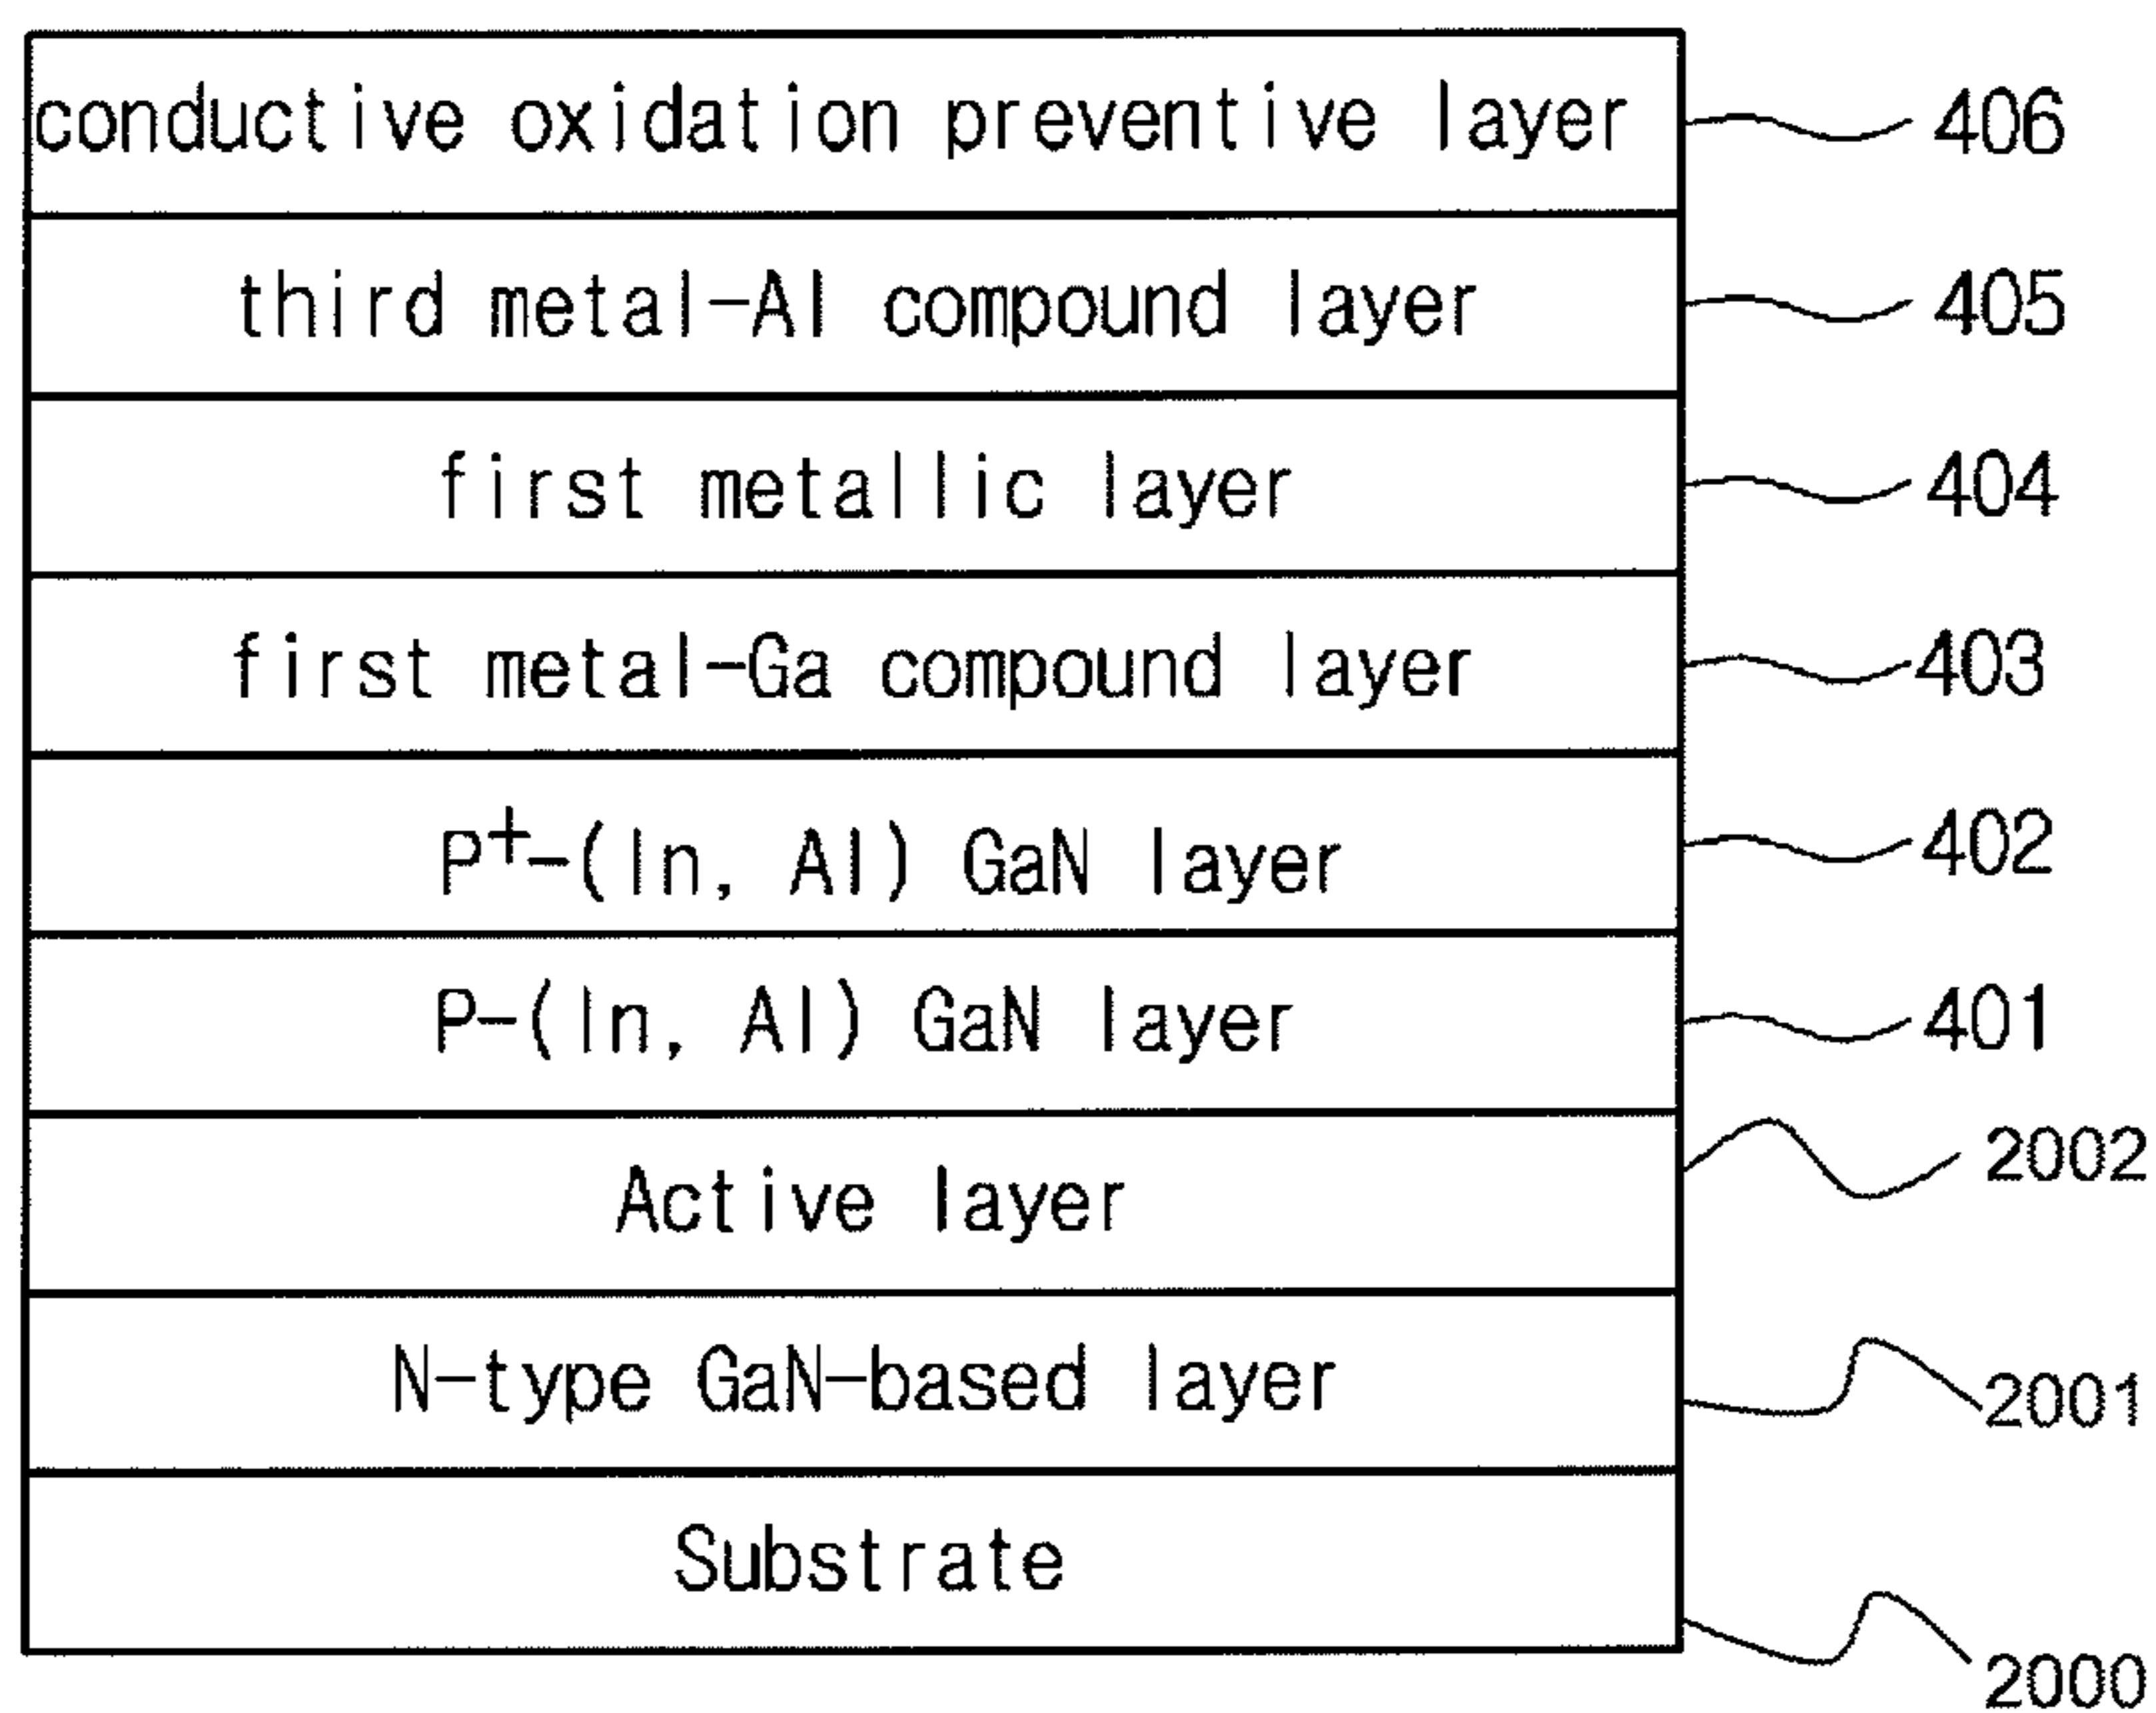 conductive oxidation preventive layer 406
third metal-Al compound layer 405
first metallic layer 404
first metal-Ga compound layer 403
P+-(In, Al) GaN layer 402
P-(In, Al) GaN layer 401
Active layer 2002
N-type GaN-based layer 2001
Substrate 2000